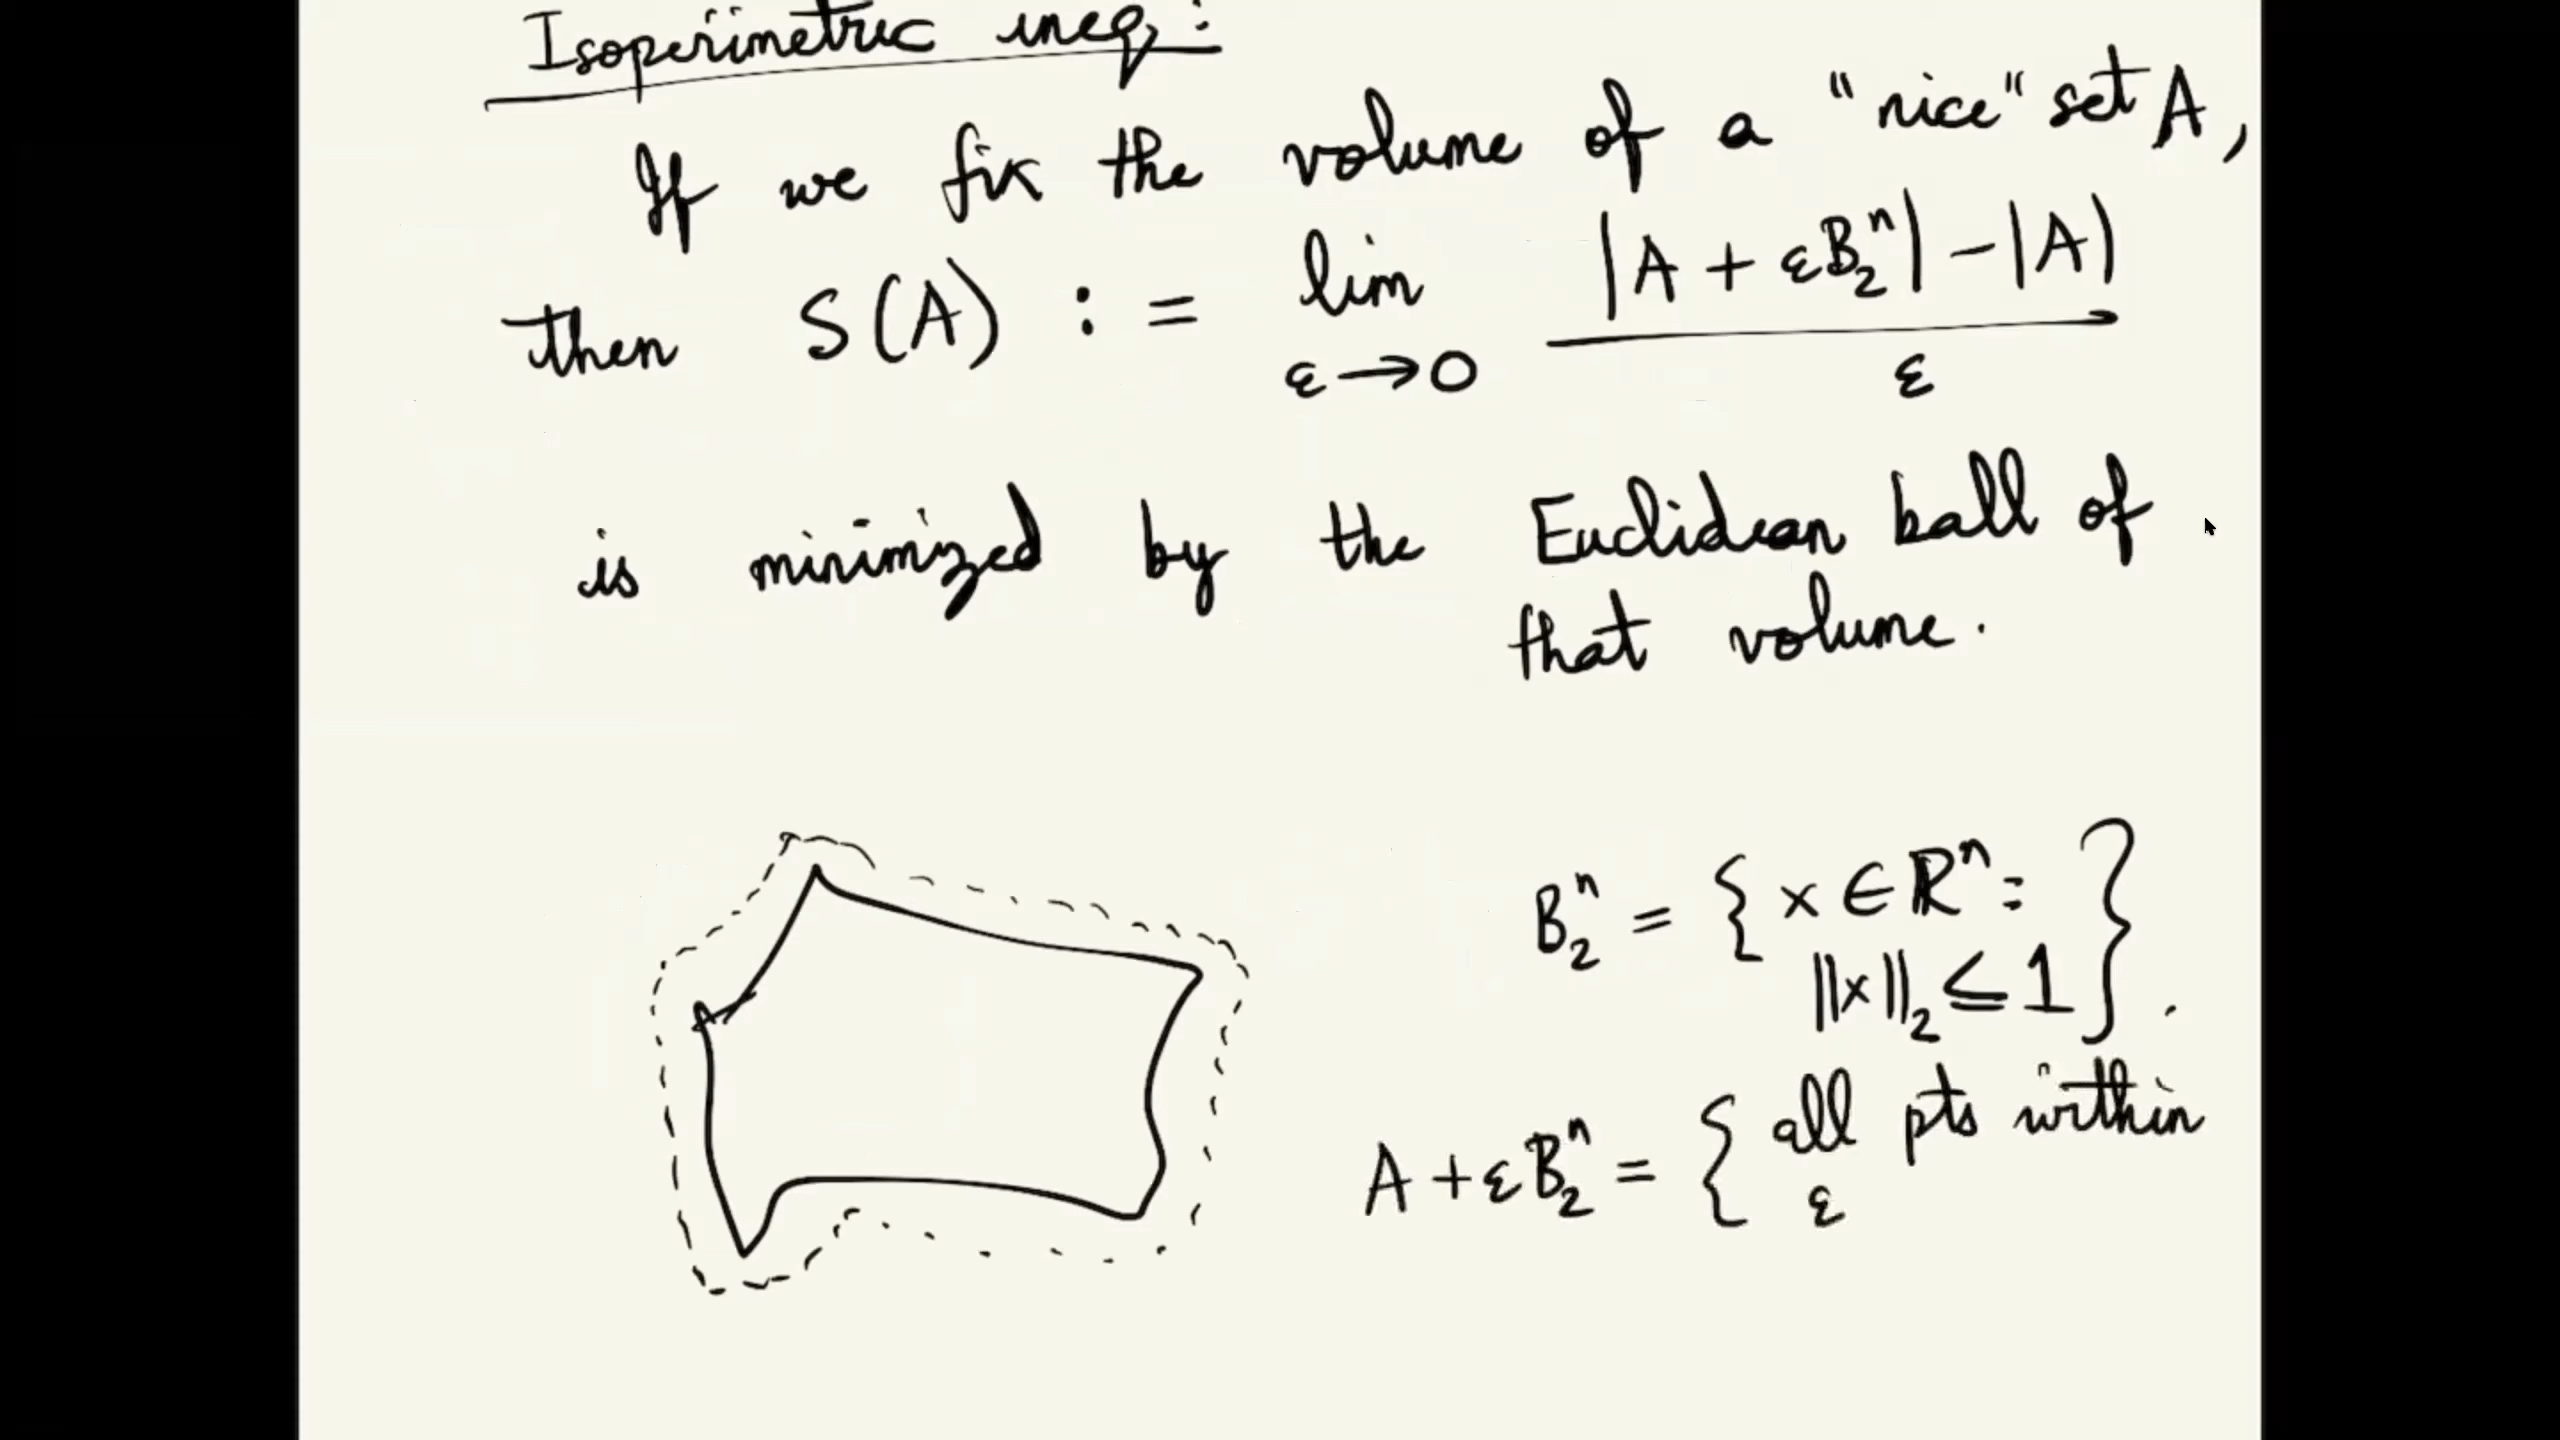 Isoperimetric ineq:
If we fix the volume of a "nice" set A,
then S(A) := lim ε→0 (|A + εB₂ⁿ| - |A|) / ε
is minimized by the Euclidean ball of
that volume.
B₂ⁿ = { x ∈ Rⁿ :
||x||₂ ≤ 1 } .
A + εB₂ⁿ = { all pts within
ε